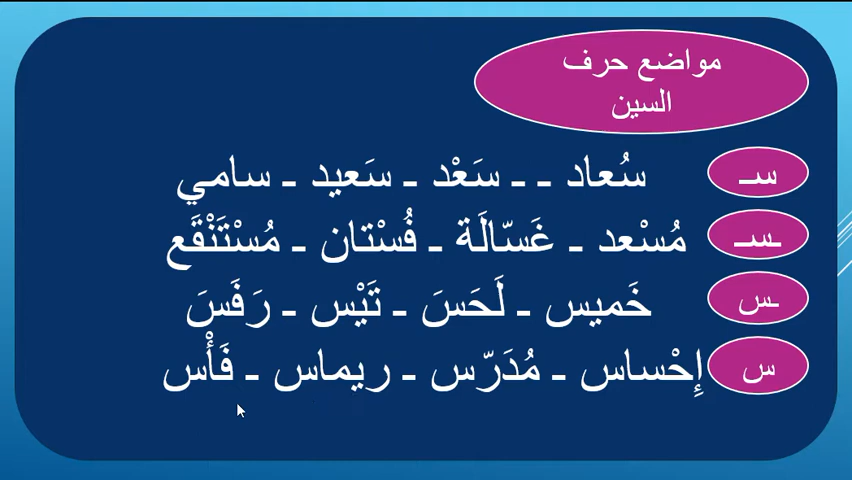 مواضع حرف
السين
سـ
سُعاد ـ ـ سَعْد ـ سَعيد ـ سامي
ـسـ
مُسْعد ـ غَسّالَة ـ فُسْتان ـ مُسْتَنْقَع
ـس
خَميس ـ لَحَسَ ـ تَيْس ـ رَفَسَ
س
إِحْساس ـ مُدَرّس ـ ريماس ـ فَأْس